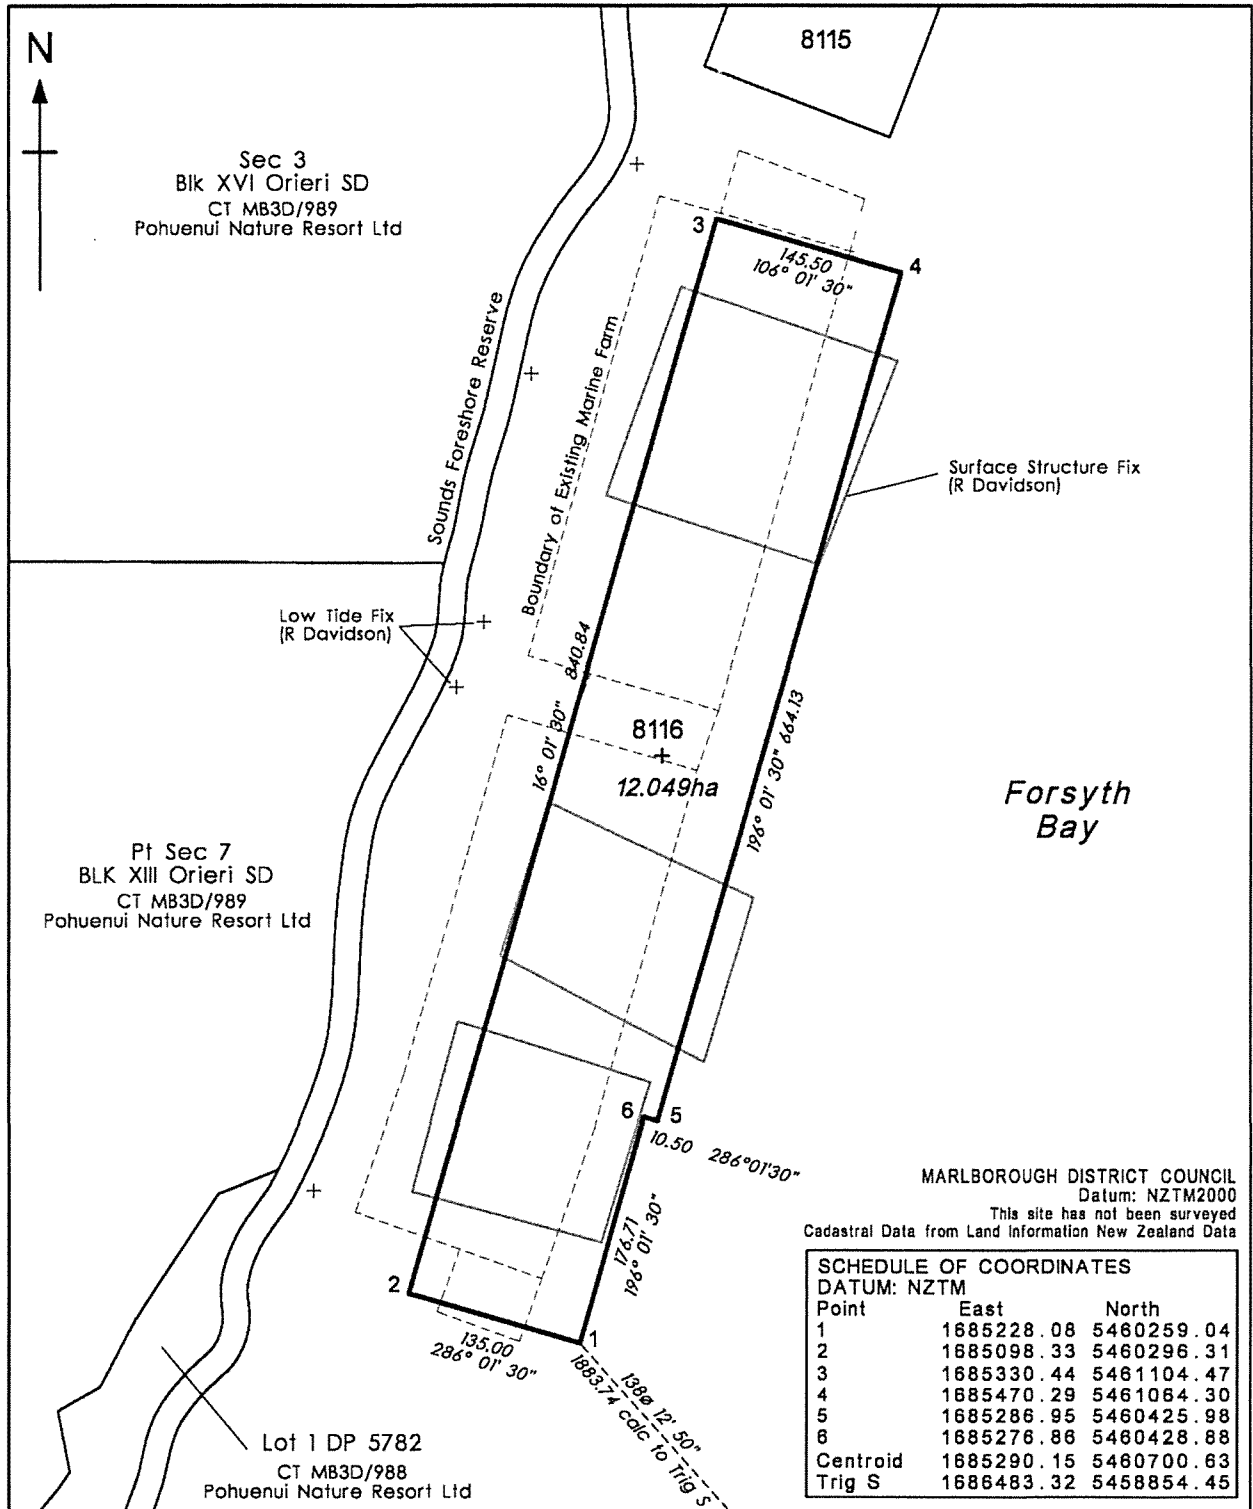 N
8115
Sec 3
Blk XVI Orieri SD
CT MB3D/989
Pohuenui Nature Resort Ltd
3
4
145.50
106° 01' 30"
Sounds Foreshore Reserve
Boundary of Existing Marine Farm
Surface Structure Fix
(R Davidson)
Low Tide Fix
(R Davidson)
840.84
16° 01' 30"
8116
12.049ha
196° 01' 30" 664.13
Forsyth
Bay
Pt Sec 7
BLK XIII Orieri SD
CT MB3D/989
Pohuenui Nature Resort Ltd
6
5
10.50 286°01'30"
176.71
196° 01' 30"
2
1
135.00
286° 01' 30"
138ø 12' 50"
1883.74 calc to Trig S
Lot 1 DP 5782
CT MB3D/988
Pohuenui Nature Resort Ltd
MARLBOROUGH DISTRICT COUNCIL
Datum: NZTM2000
This site has not been surveyed
Cadastral Data from Land Information New Zealand Data
SCHEDULE OF COORDINATES
DATUM: NZTM
Point East North
1 1685228.08 5460259.04
2 1685098.33 5460296.31
3 1685330.44 5461104.47
4 1685470.29 5461064.30
5 1685286.95 5460425.98
6 1685276.86 5460428.88
Centroid 1685290.15 5460700.63
Trig S 1686483.32 5458854.45